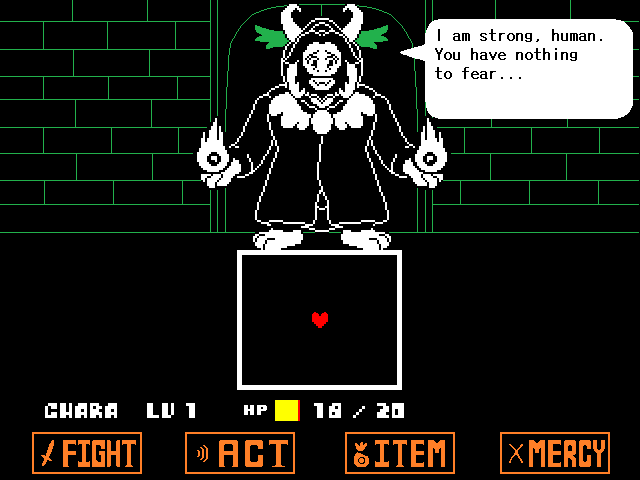 I am strong, human.
You have nothing
to fear...
CHARA LV 1 HP 18 / 20
FIGHT ACT ITEM MERCY